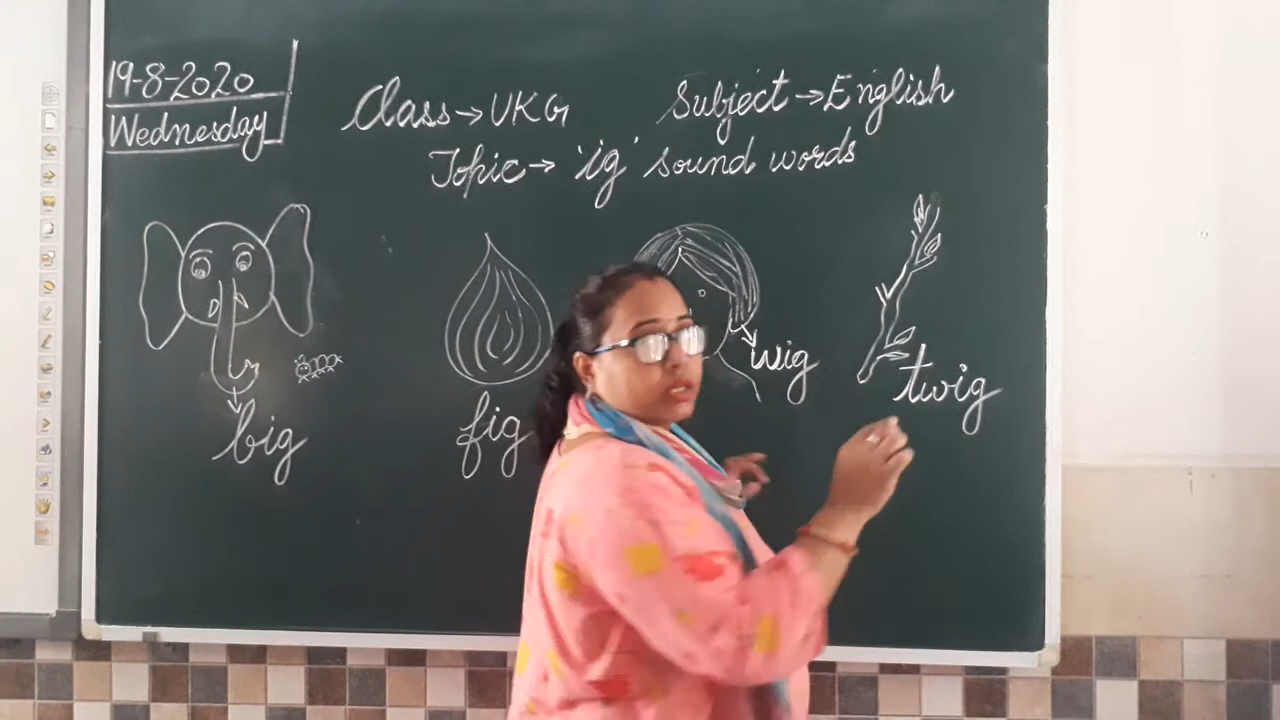 19-8-2020
Wednesday
Class→UKG
Subject→English
Topic→ 'ig' sound words
big
fig
wig
twig